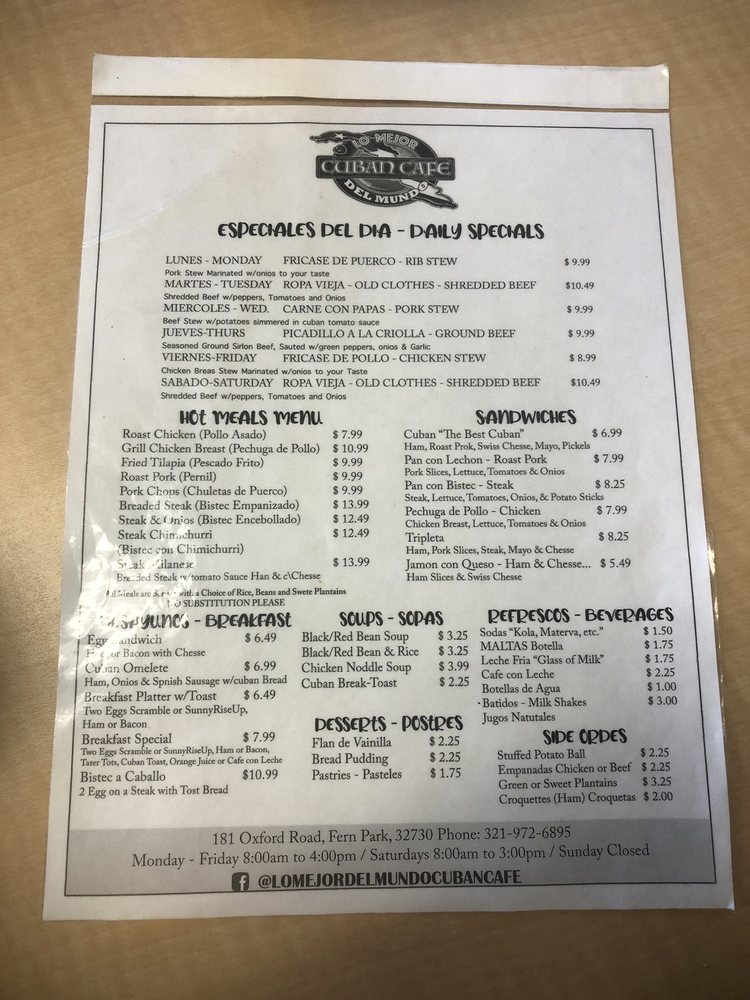 LO MEJOR
CUBAN CAFE
DEL MUNDO
ESPECIALES DEL DIA - DAILY SPECIALS
LUNES - MONDAY FRICASE DE PUERCO - RIB STEW $ 9.99
Pork Stew Marinated w/onios to your taste
MARTES - TUESDAY ROPA VIEJA - OLD CLOTHES - SHREDDED BEEF $10.49
Shredded Beef w/peppers, Tomatoes and Onios
MIERCOLES - WED. CARNE CON PAPAS - PORK STEW $ 9.99
Beef Stew w/potatoes simmered in cuban tomato sauce
JUEVES-THURS PICADILLO A LA CRIOLLA - GROUND BEEF $ 9.99
Seasoned Ground Sirlon Beef, Sauted w/green peppers, onios & Garlic
VIERNES-FRIDAY FRICASE DE POLLO - CHICKEN STEW $ 8.99
Chicken Breas Stew Marinated w/onios to your Taste
SABADO-SATURDAY ROPA VIEJA - OLD CLOTHES - SHREDDED BEEF $10.49
Shredded Beef w/peppers, Tomatoes and Onios
HOT MEALS MENU
Roast Chicken (Pollo Asado) $ 7.99
Grill Chicken Breast (Pechuga de Pollo) $ 10.99
Fried Tilapia (Pescado Frito) $ 9.99
Roast Pork (Pernil) $ 9.99
Pork Chops (Chuletas de Puerco) $ 9.99
Breaded Steak (Bistec Empanizado) $ 13.99
Steak & Onios (Bistec Encebollado) $ 12.49
Steak Chimichurri $ 12.49
(Bistec con Chimichurri)
Steak Milanese $ 13.99
Breaded Steak w/tomato Sauce Han & c\Chesse
All Meals are Served with a Choice of Rice, Beans and Swete Plantains
NO SUBSTITUTION PLEASE
SANDWICHES
Cuban "The Best Cuban" $ 6.99
Ham, Roast Prok, Swiss Chesse, Mayo, Pickels
Pan con Lechon - Roast Pork $ 7.99
Pork Slices, Lettuce, Tomatoes & Onios
Pan con Bistec - Steak $ 8.25
Steak, Lettuce, Tomatoes, Onios, & Potato Sticks
Pechuga de Pollo - Chicken $ 7.99
Chicken Breast, Lettuce, Tomatoes & Onios
Tripleta $ 8.25
Ham, Pork Slices, Steak, Mayo & Chesse
Jamon con Queso - Ham & Chesse... $ 5.49
Ham Slices & Swiss Chesse
DESAYUNOS - BREAKFAST
Egg Sandwich $ 6.49
Ham or Bacon with Chesse
Cuban Omelete $ 6.99
Ham, Onios & Spnish Sausage w/cuban Bread
Breakfast Platter w/Toast $ 6.49
Two Eggs Scramble or SunnyRiseUp,
Ham or Bacon
Breakfast Special $ 7.99
Two Eggs Scramble or SunnyRiseUp, Ham or Bacon,
Tater Tots, Cuban Toast, Orange Juice or Cafe con Leche
Bistec a Caballo $10.99
2 Egg on a Steak with Tost Bread
SOUPS - SOPAS
Black/Red Bean Soup $ 3.25
Black/Red Bean & Rice $ 3.25
Chicken Noddle Soup $ 3.99
Cuban Break-Toast $ 2.25
DESSERTS - POSTRES
Flan de Vainilla $ 2.25
Bread Pudding $ 2.25
Pastries - Pasteles $ 1.75
REFRESCOS - BEVERAGES
Sodas "Kola, Materva, etc." $ 1.50
MALTAS Botella $ 1.75
Leche Fria "Glass of Milk" $ 1.75
Cafe con Leche $ 2.25
Botellas de Agua $ 1.00
Batidos - Milk Shakes $ 3.00
Jugos Natutales
SIDE ORDES
Stuffed Potato Ball $ 2.25
Empanadas Chicken or Beef $ 2.25
Green or Sweet Plantains $ 3.25
Croquettes (Ham) Croquetas $ 2.00
181 Oxford Road, Fern Park, 32730 Phone: 321-972-6895
Monday - Friday 8:00am to 4:00pm / Saturdays 8:00am to 3:00pm / Sunday Closed
@LOMEJORDELMUNDOCUBANCAFE